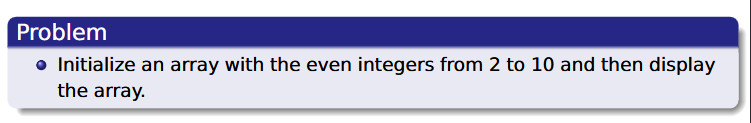 Problem
Initialize an array with the even integers from 2 to 10 and then display
the array.